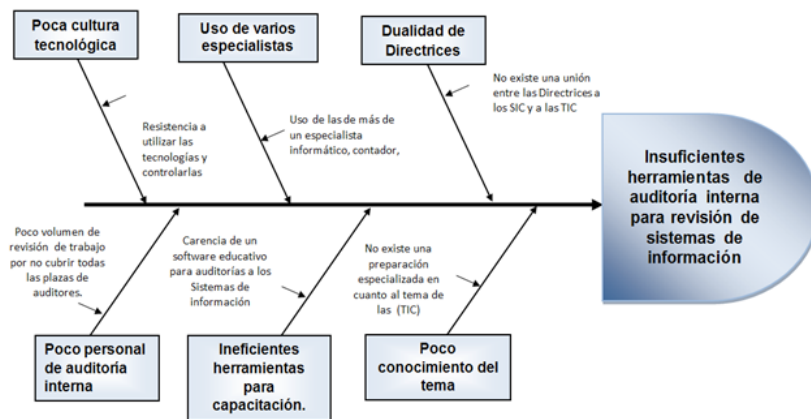 Poca cultura
tecnológica
Uso de varios
especialistas
Dualidad de
Directrices
Resistencia a
utilizar las
tecnologías y
controlarlas
Uso de las de más de
un especialista
informático, contador,
No existe una unión
entre las Directrices a
los SIC y a las TIC
Insuficientes
herramientas de
auditoría interna
para revisión de
sistemas de
información
Poco volumen de
revisión de trabajo
por no cubrir todas
las plazas de
auditores.
Carencia de un
software educativo
para auditorías a los
Sistemas de
información
No existe una
preparación
especializada en
cuanto al tema de
las (TIC)
Poco personal
de auditoría
interna
Ineficientes
herramientas
para
capacitación.
Poco
conocimiento del
tema